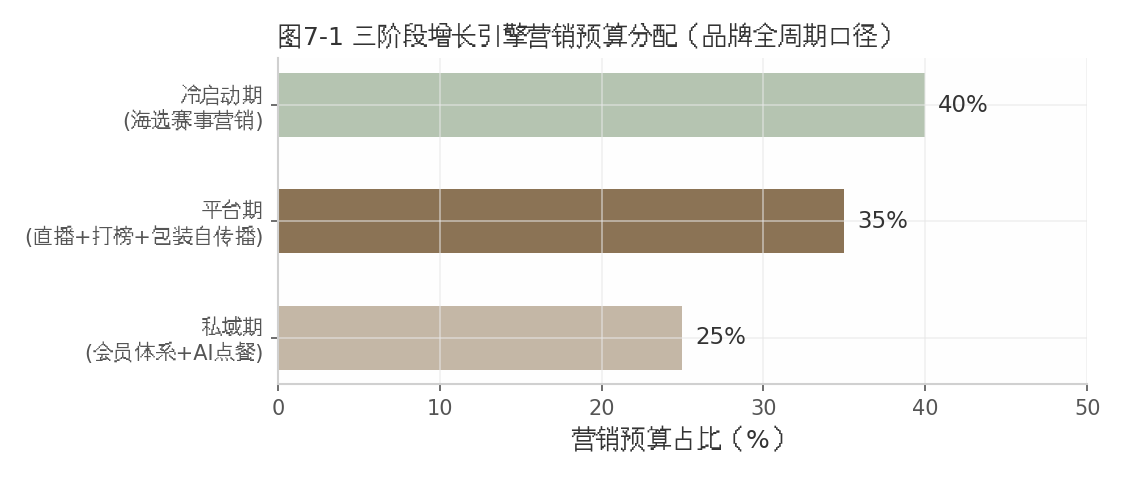 图7-1 三阶段增长引擎营销预算分配（品牌全周期口径）
冷启动期
(海选赛事营销)
40%
平台期
(直播+打榜+包装自传播)
35%
私域期
(会员体系+AI点餐)
25%
0 10 20 30 40 50
营销预算占比（%）